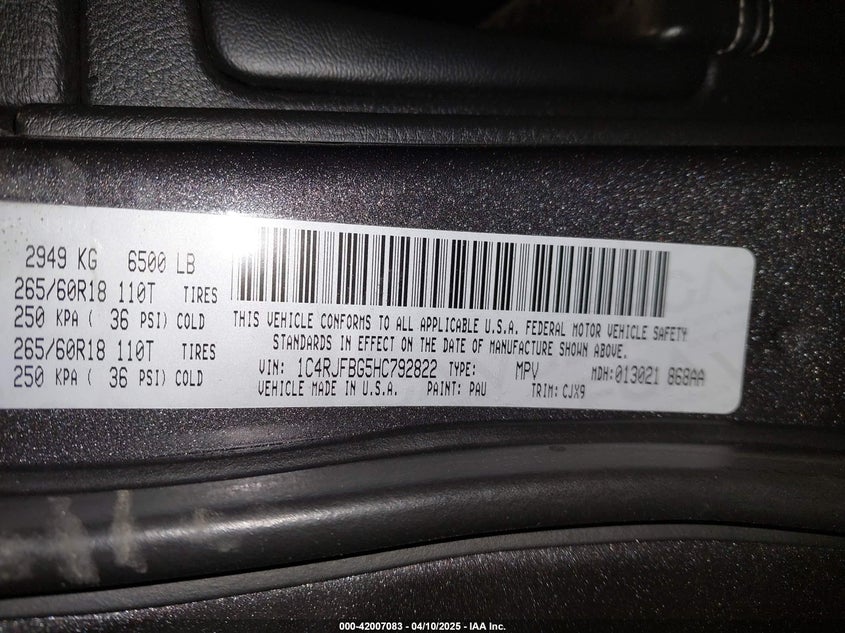 2949 KG 6500 LB
265/60R18 110T TIRES
250 KPA ( 36 PSI) COLD
265/60R18 110T TIRES
250 KPA ( 36 PSI) COLD
THIS VEHICLE CONFORMS TO ALL APPLICABLE U.S.A. FEDERAL MOTOR VEHICLE SAFETY
STANDARDS IN EFFECT ON THE DATE OF MANUFACTURE SHOWN ABOVE.
VIN: 1C4RJFBG5HC792822 TYPE: MPV MDH:013021 868AA
VEHICLE MADE IN U.S.A. PAINT: PAU TRIM: CJX9
000-42007083 — 04/10/2025 — IAA Inc.